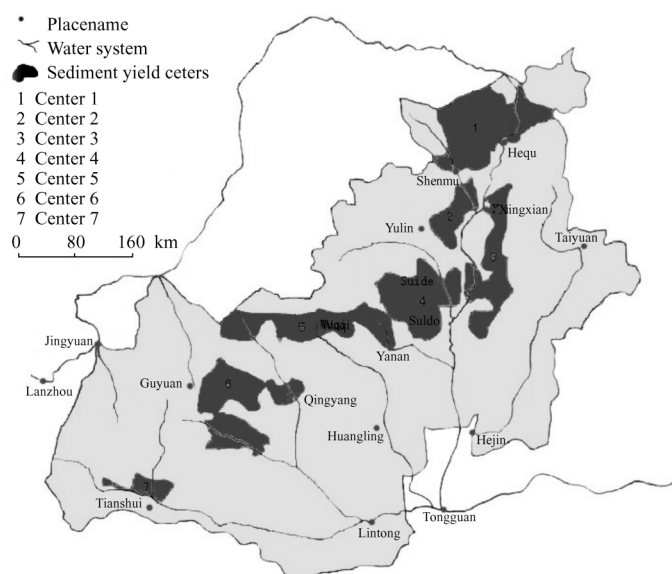 Placename
Water system
Sediment yield ceters
1 Center 1
2 Center 2
3 Center 3
4 Center 4
5 Center 5
6 Center 6
7 Center 7
0 80 160 km
1
Hequ
Shenmu
2
Xingxian
Yulin
Taiyuan
3
Suide
4
Suldo
5
Yanan
Jingyuan
Lanzhou
Guyuan
6
Qingyang
Huangling
Hejin
7
Tianshui
Tongguan
Lintong